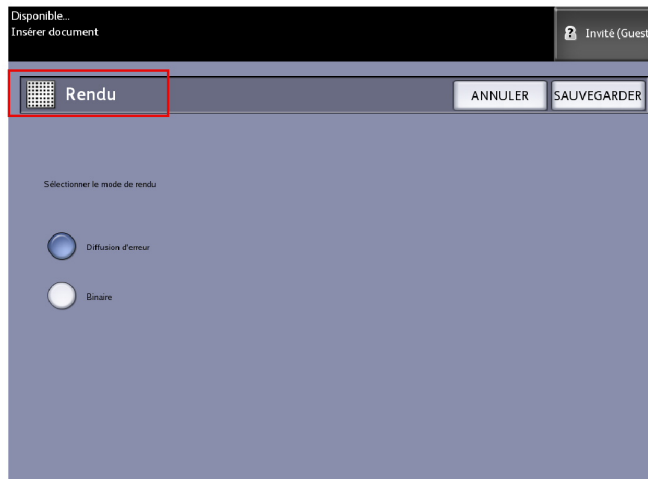 Disponible...
Insérer document
Invité (Guest
Rendu
ANNULER
SAUVEGARDER
Sélectionner le mode de rendu
Diffusion d'erreur
Binaire